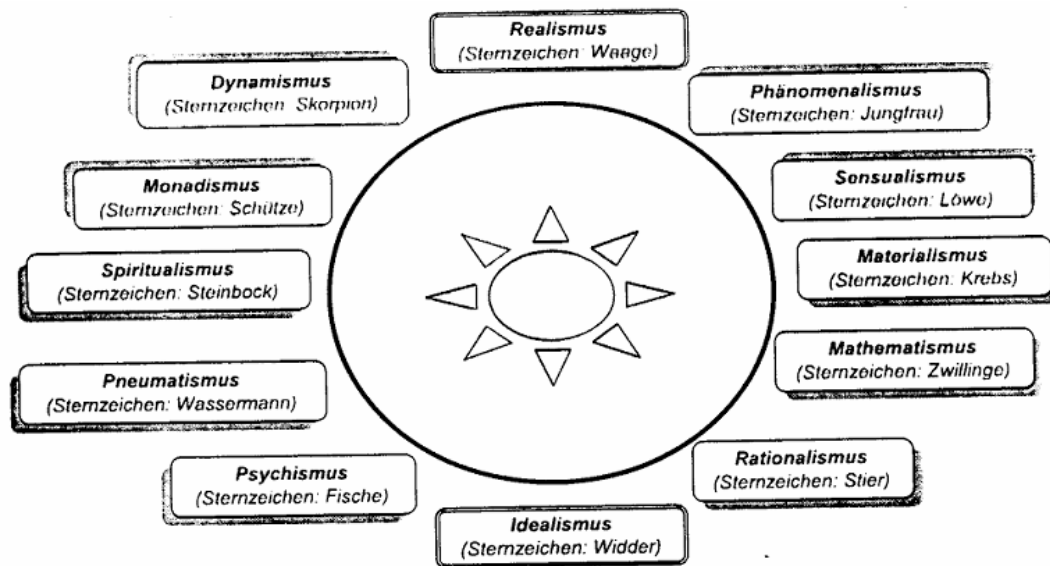 Realismus
(Sternzeichen: Waage)
Dynamismus
(Sternzeichen: Skorpion)
Phänomenalismus
(Sternzeichen: Jungfrau)
Monadismus
(Sternzeichen: Schütze)
Sensualismus
(Sternzeichen: Löwe)
Spiritualismus
(Sternzeichen: Steinbock)
Materialismus
(Sternzeichen: Krebs)
Mathematismus
(Sternzeichen: Zwillinge)
Pneumatismus
(Sternzeichen: Wassermann)
Rationalismus
(Sternzeichen: Stier)
Psychismus
(Sternzeichen: Fische)
Idealismus
(Sternzeichen: Widder)